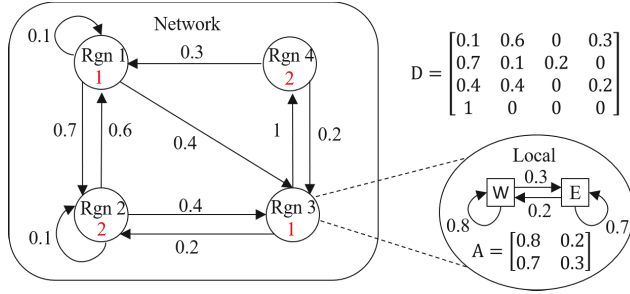 Network
0.1
Rgn 1
1
0.3
Rgn 4
2
0.7
0.6
0.4
1
0.2
Rgn 2
2
0.1
0.4
0.2
Rgn 3
1
D = [0.1 0.6 0 0.3
0.7 0.1 0.2 0
0.4 0.4 0 0.2
1 0 0 0]
Local
W
0.3
0.2
E
0.8
0.7
A = [0.8 0.2
0.7 0.3]